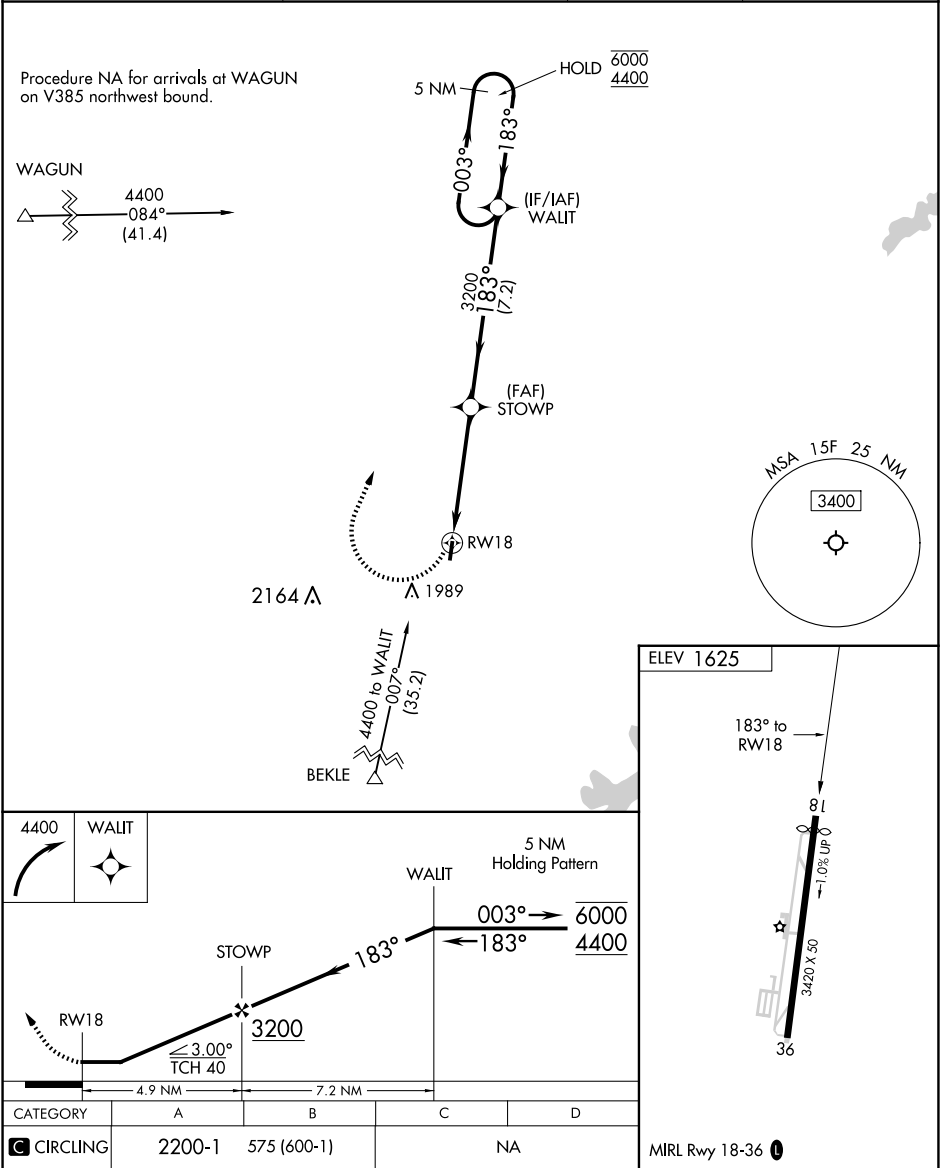 Procedure NA for arrivals at WAGUN
on V385 northwest bound.
WAGUN
4400
084°
(41.4)
5 NM
HOLD
6000
4400
003°
183°
(IF/IAF)
WALIT
3200
183°
(7.2)
(FAF)
STOWP
RW18
2164
1989
4400 to WALIT
007°
(35.2)
BEKLE
MSA 15F 25 NM
3400
ELEV 1625
183° to
RW18
18
1.0% UP
3420 X 50
36
MIRL Rwy 18-36 L
4400
WALIT
5 NM
Holding Pattern
WALIT
003°
6000
183°
4400
183°
STOWP
3200
RW18
3.00°
TCH 40
4.9 NM
7.2 NM
CATEGORY A B C D
C CIRCLING 2200-1 575 (600-1) NA